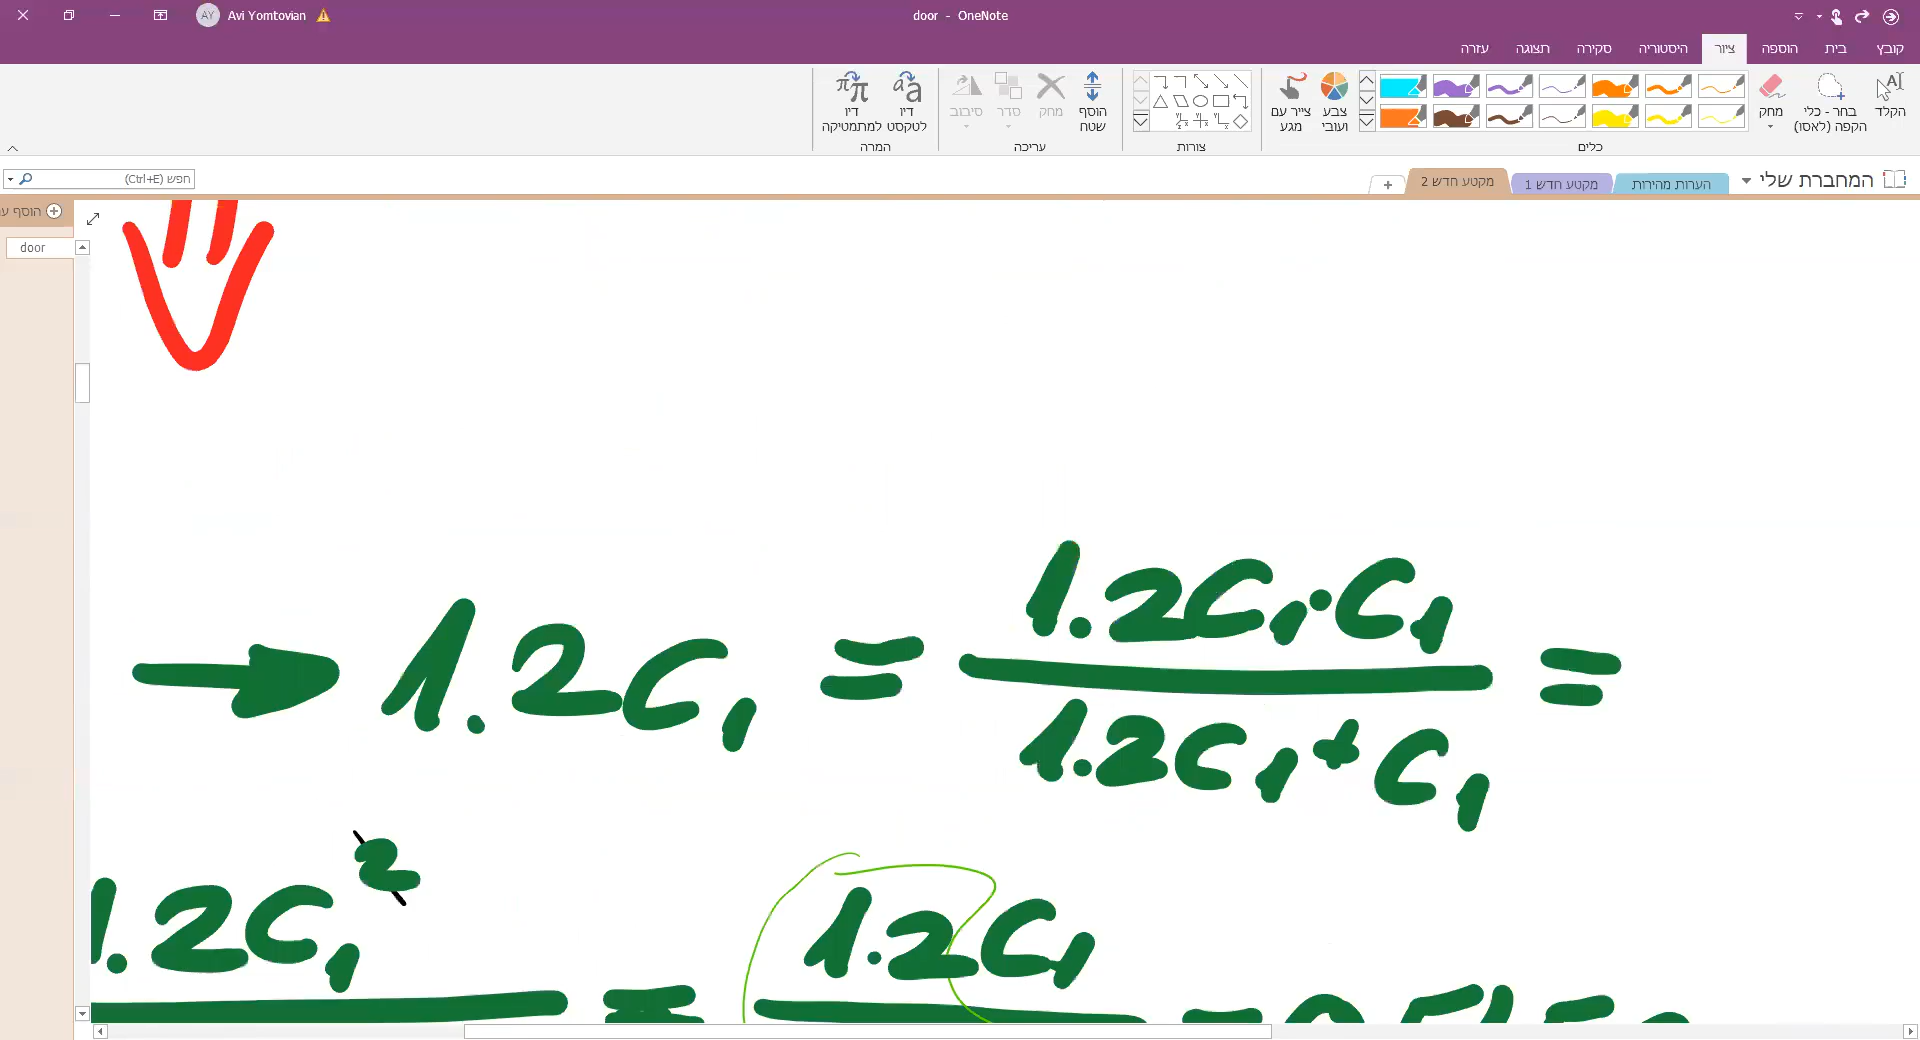 Avi Yomtovian AY
door - OneNote
קובץ בית הוספה ציור היסטוריה סקירה תצוגה עזרה
הקלד
בחר - כלי הקפה (לאסו)
מחק
כלים
צבע ועובי
צייר עם מגע
צורות
הוסף שטח
מחק
סדר
סיבוב
עריכה
דיו לטקסט
דיו למתמטיקה
המרה
המחברת שלי
הערות מהירות
מקטע חדש 1
מקטע חדש 2
+
חפש (Ctrl+E)
door
→ 1.2C₁ = 1.2C₁·C₁ / 1.2C₁+C₁ =
1.2C₁² = 1.2C₁ =